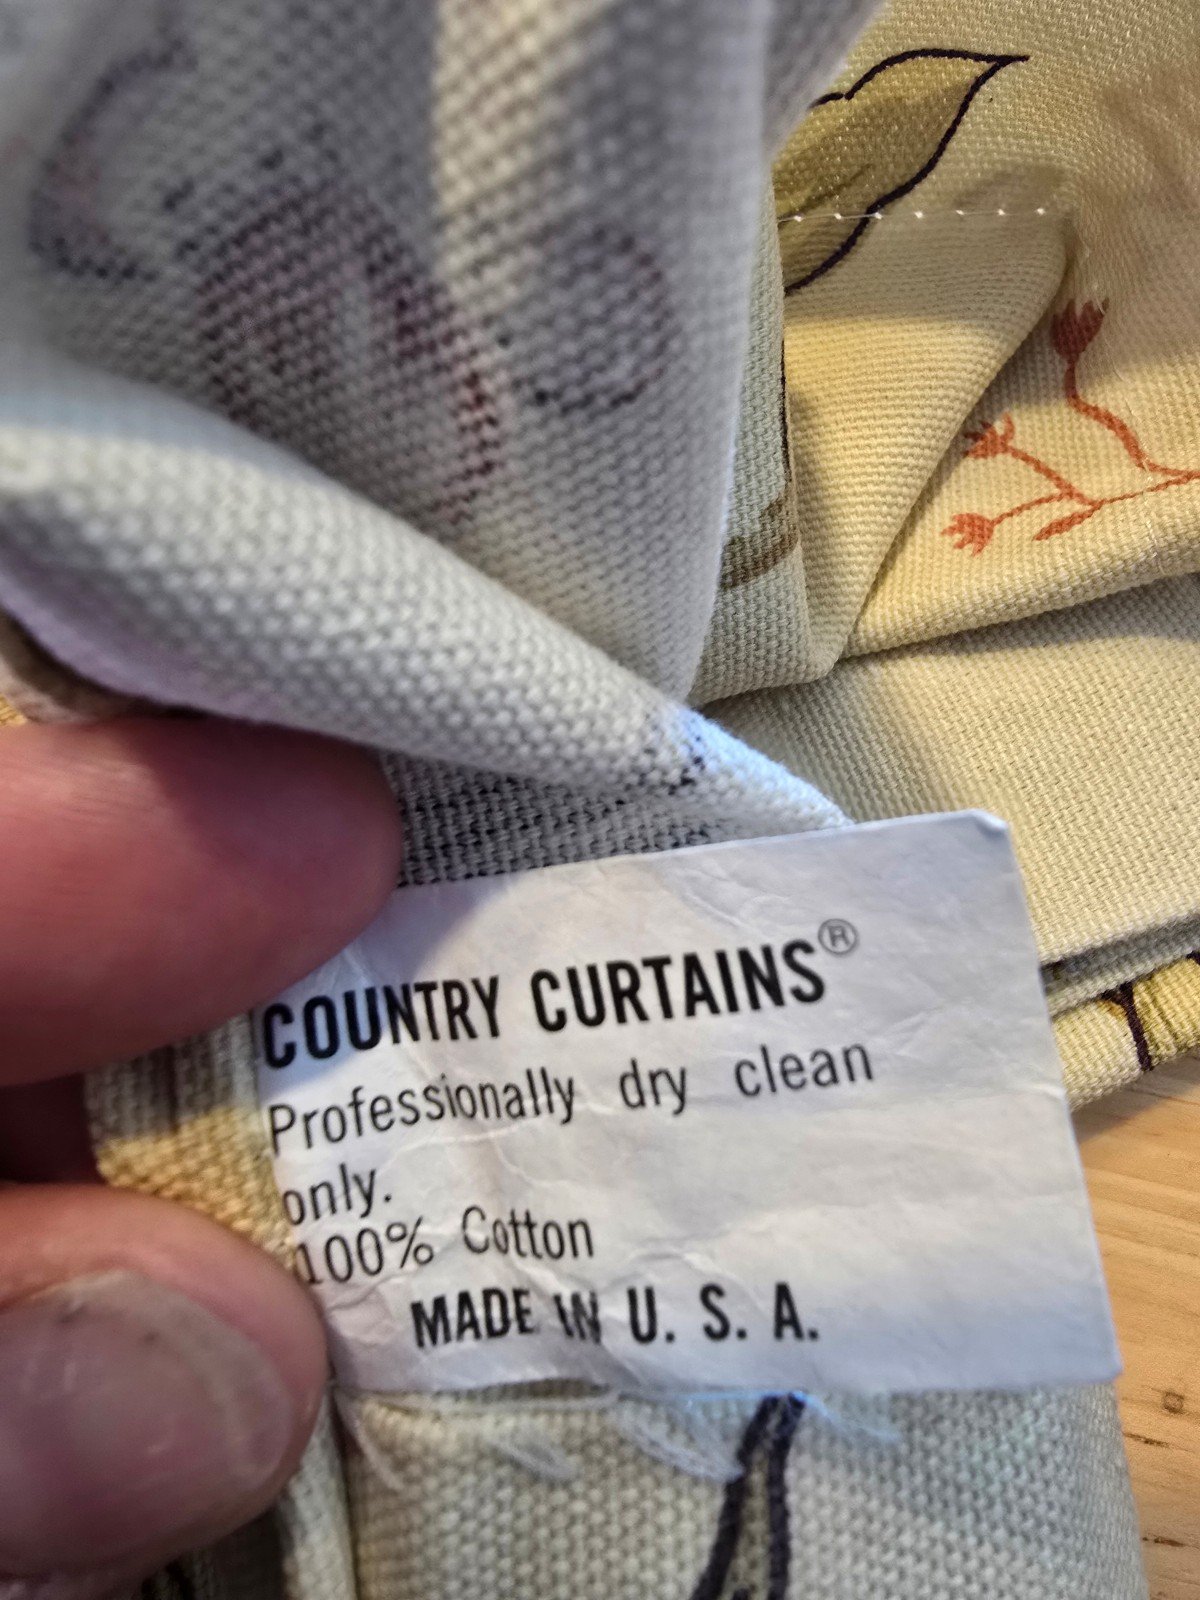 COUNTRY CURTAINS®
Professionally dry clean
only.
100% Cotton
MADE IN U. S. A.